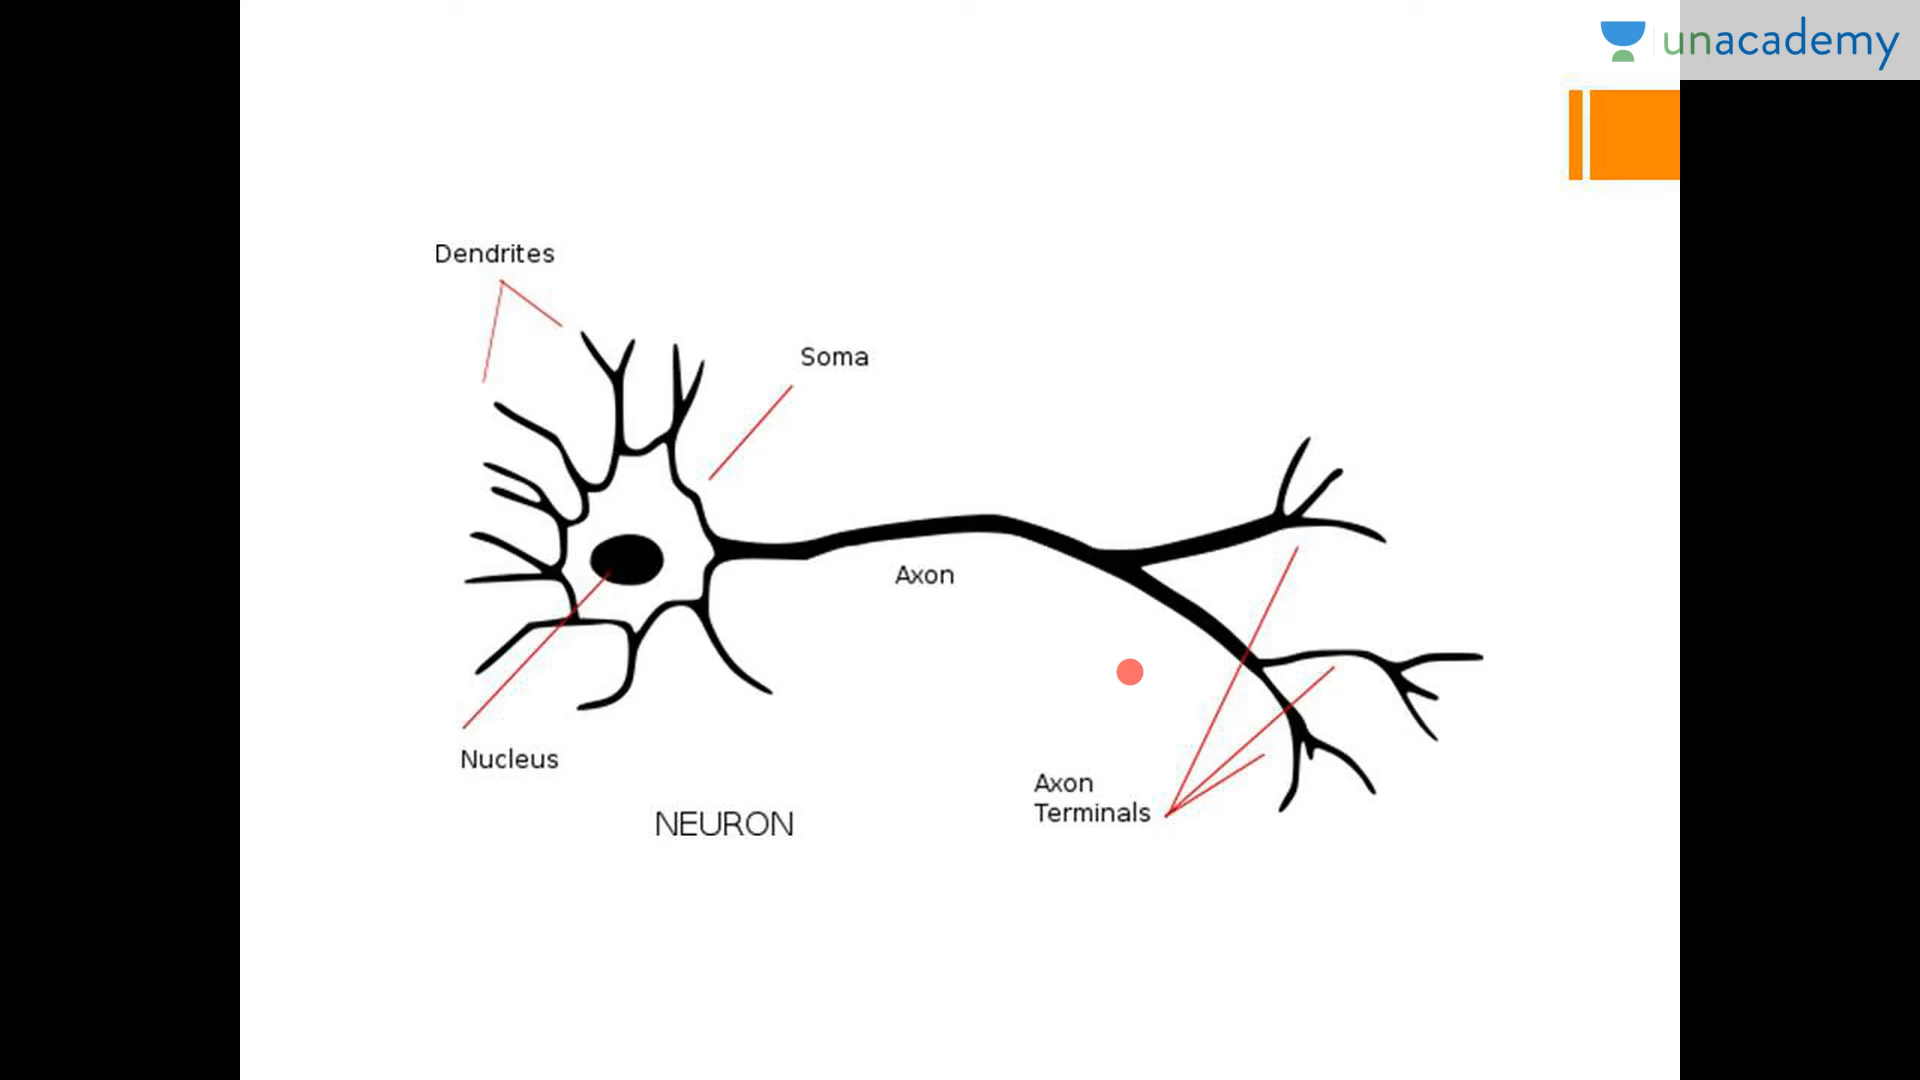 unacademy
Dendrites
Soma
Axon
Nucleus
Axon
Terminals
NEURON